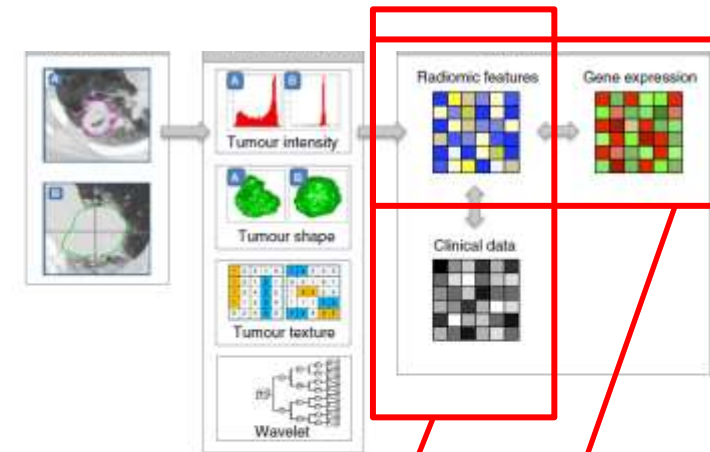 A
B
A
B
Tumour intensity
A
B
Tumour shape
Tumour texture
Wavelet
Radiomic features
Gene expression
Clinical data